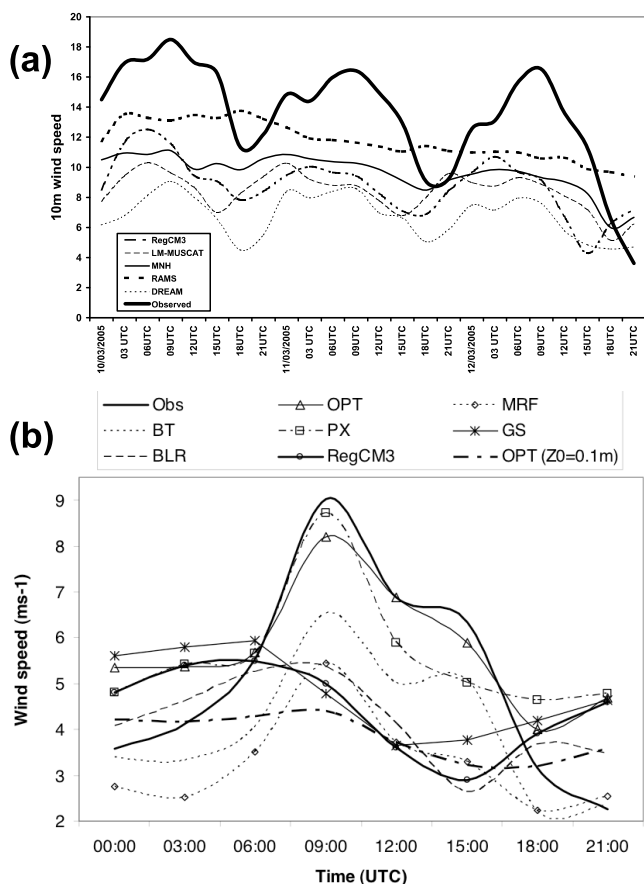 (a)
20
18
16
14
12
10
8
6
4
2
0
10m wind speed
RegCM3
LM-MUSCAT
MNH
RAMS
DREAM
Observed
10/03/2005
03 UTC
06UTC
09UTC
12UTC
15UTC
18UTC
21UTC
11/03/2005
03 UTC
06UTC
09UTC
12UTC
15UTC
18UTC
21UTC
12/03/2005
03 UTC
06UTC
09UTC
12UTC
15UTC
18UTC
21UTC
(b)
Obs OPT MRF
BT PX GS
BLR RegCM3 OPT (Z0=0.1m)
9
8
7
6
5
4
3
2
Wind speed (ms-1)
00:00 03:00 06:00 09:00 12:00 15:00 18:00 21:00
Time (UTC)